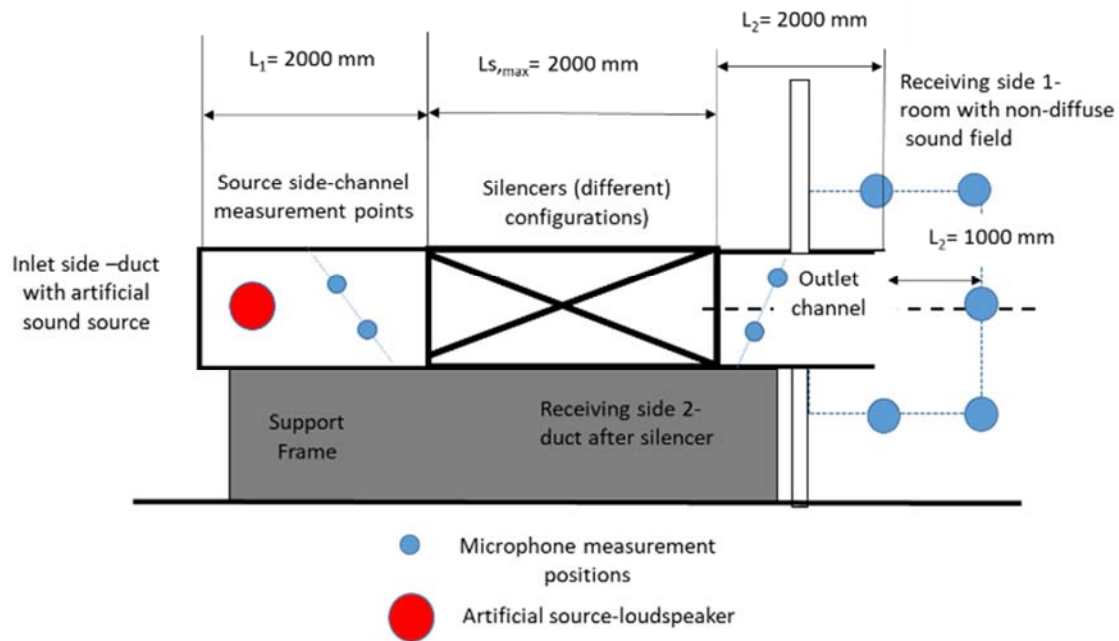 L₂= 2000 mm
L₁= 2000 mm
Ls,max= 2000 mm
Receiving side 1-
room with non-diffuse
sound field
Source side-channel
measurement points
Silencers (different)
configurations)
L₂= 1000 mm
Inlet side –duct
with artificial
sound source
Outlet
channel
Support
Frame
Receiving side 2-
duct after silencer
Microphone measurement
positions
Artificial source-loudspeaker